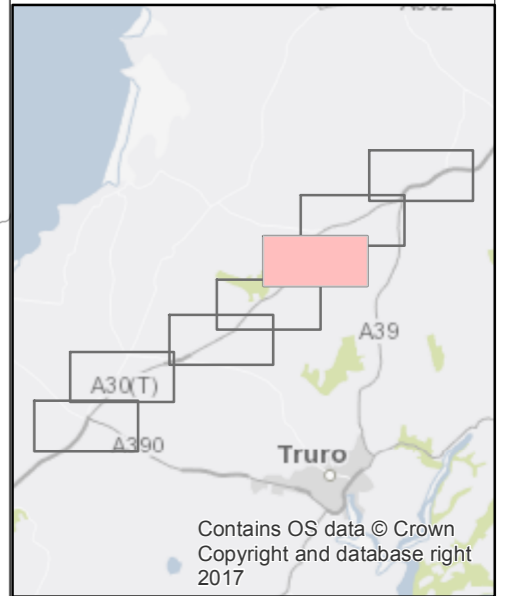 A39
A30(T)
A390
Truro
Contains OS data © Crown
Copyright and database right
2017